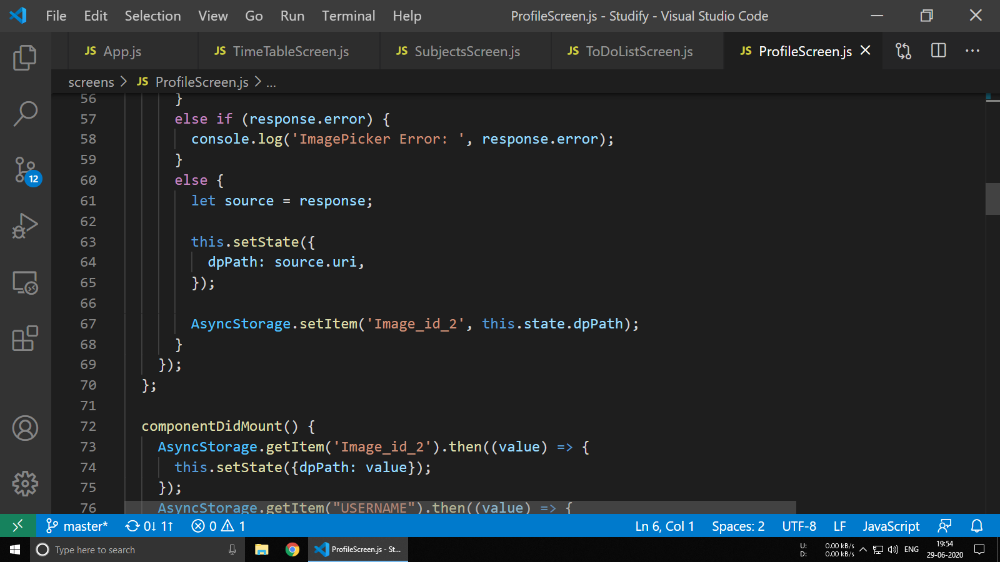 File Edit Selection View Go Run Terminal Help ProfileScreen.js - Studify - Visual Studio Code
JS App.js JS TimeTableScreen.js JS SubjectsScreen.js JS ToDoListScreen.js JS ProfileScreen.js
screens > JS ProfileScreen.js > ...
56 }
57 else if (response.error) {
58 console.log('ImagePicker Error: ', response.error);
59 }
60 else {
61 let source = response;
62
63 this.setState({
64 dpPath: source.uri,
65 });
66
67 AsyncStorage.setItem('Image_id_2', this.state.dpPath);
68 }
69 });
70 };
71
72 componentDidMount() {
73 AsyncStorage.getItem('Image_id_2').then((value) => {
74 this.setState({dpPath: value});
75 });
76 AsyncStorage.getItem("USERNAME").then((value) => {
12
master* 0↓ 1↑ 0 1 Ln 6, Col 1 Spaces: 2 UTF-8 LF JavaScript
Type here to search ProfileScreen.js - St... U: 0.00 kB/s ENG 19:54
D: 0.00 kB/s 29-06-2020